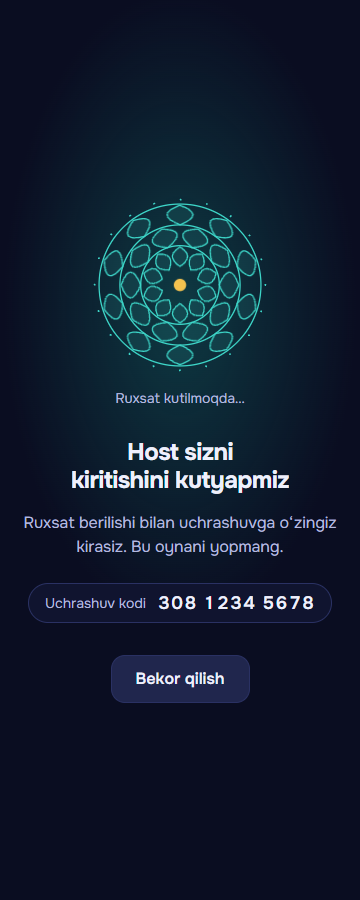 Ruxsat kutilmoqda...
Host sizni
kiritishini kutyapmiz
Ruxsat berilishi bilan uchrashuvga oʻzingiz
kirasiz. Bu oynani yopmang.
Uchrashuv kodi 308 1234 5678
Bekor qilish